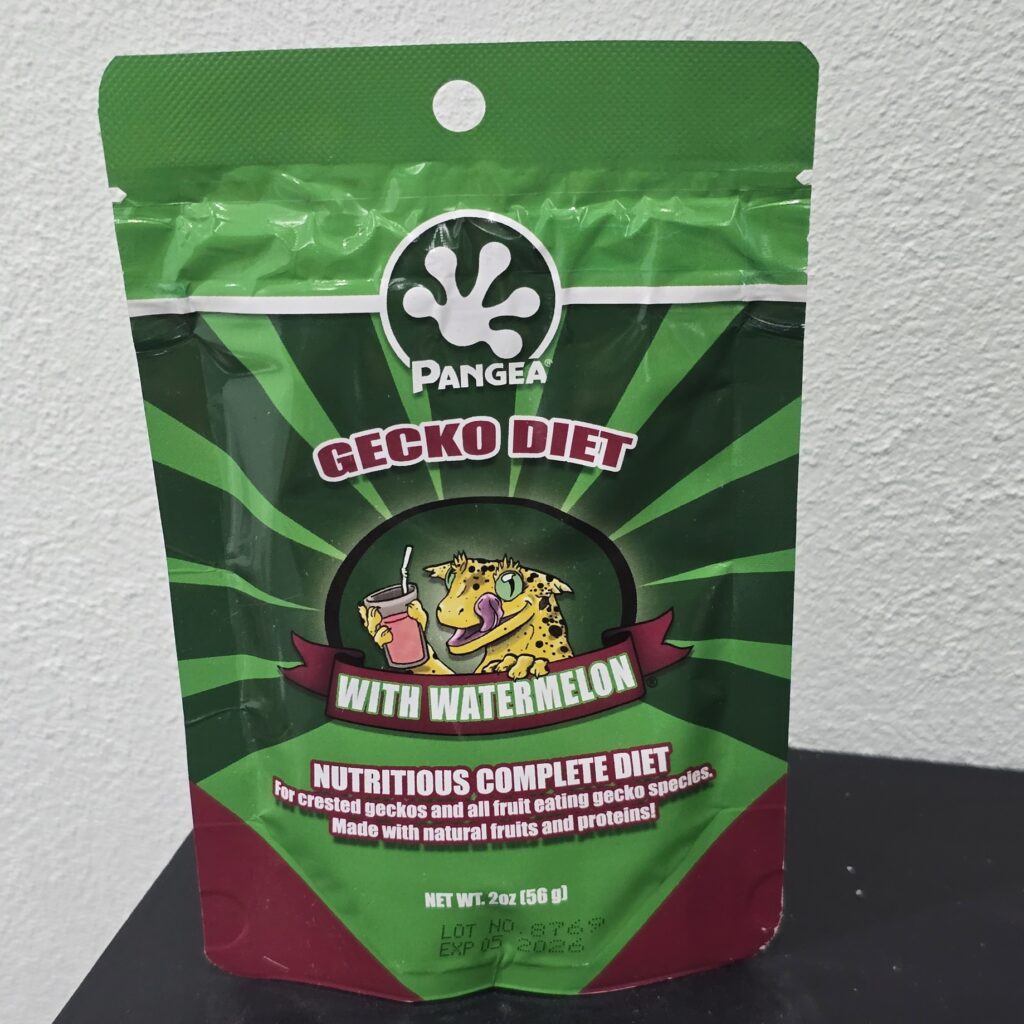 PANGEA®
GECKO DIET
WITH WATERMELON®
NUTRITIOUS COMPLETE DIET
For crested geckos and all fruit eating gecko species.
Made with natural fruits and proteins!
NET WT. 2oz (56 g)
LOT NO. 8769
EXP 05 2026